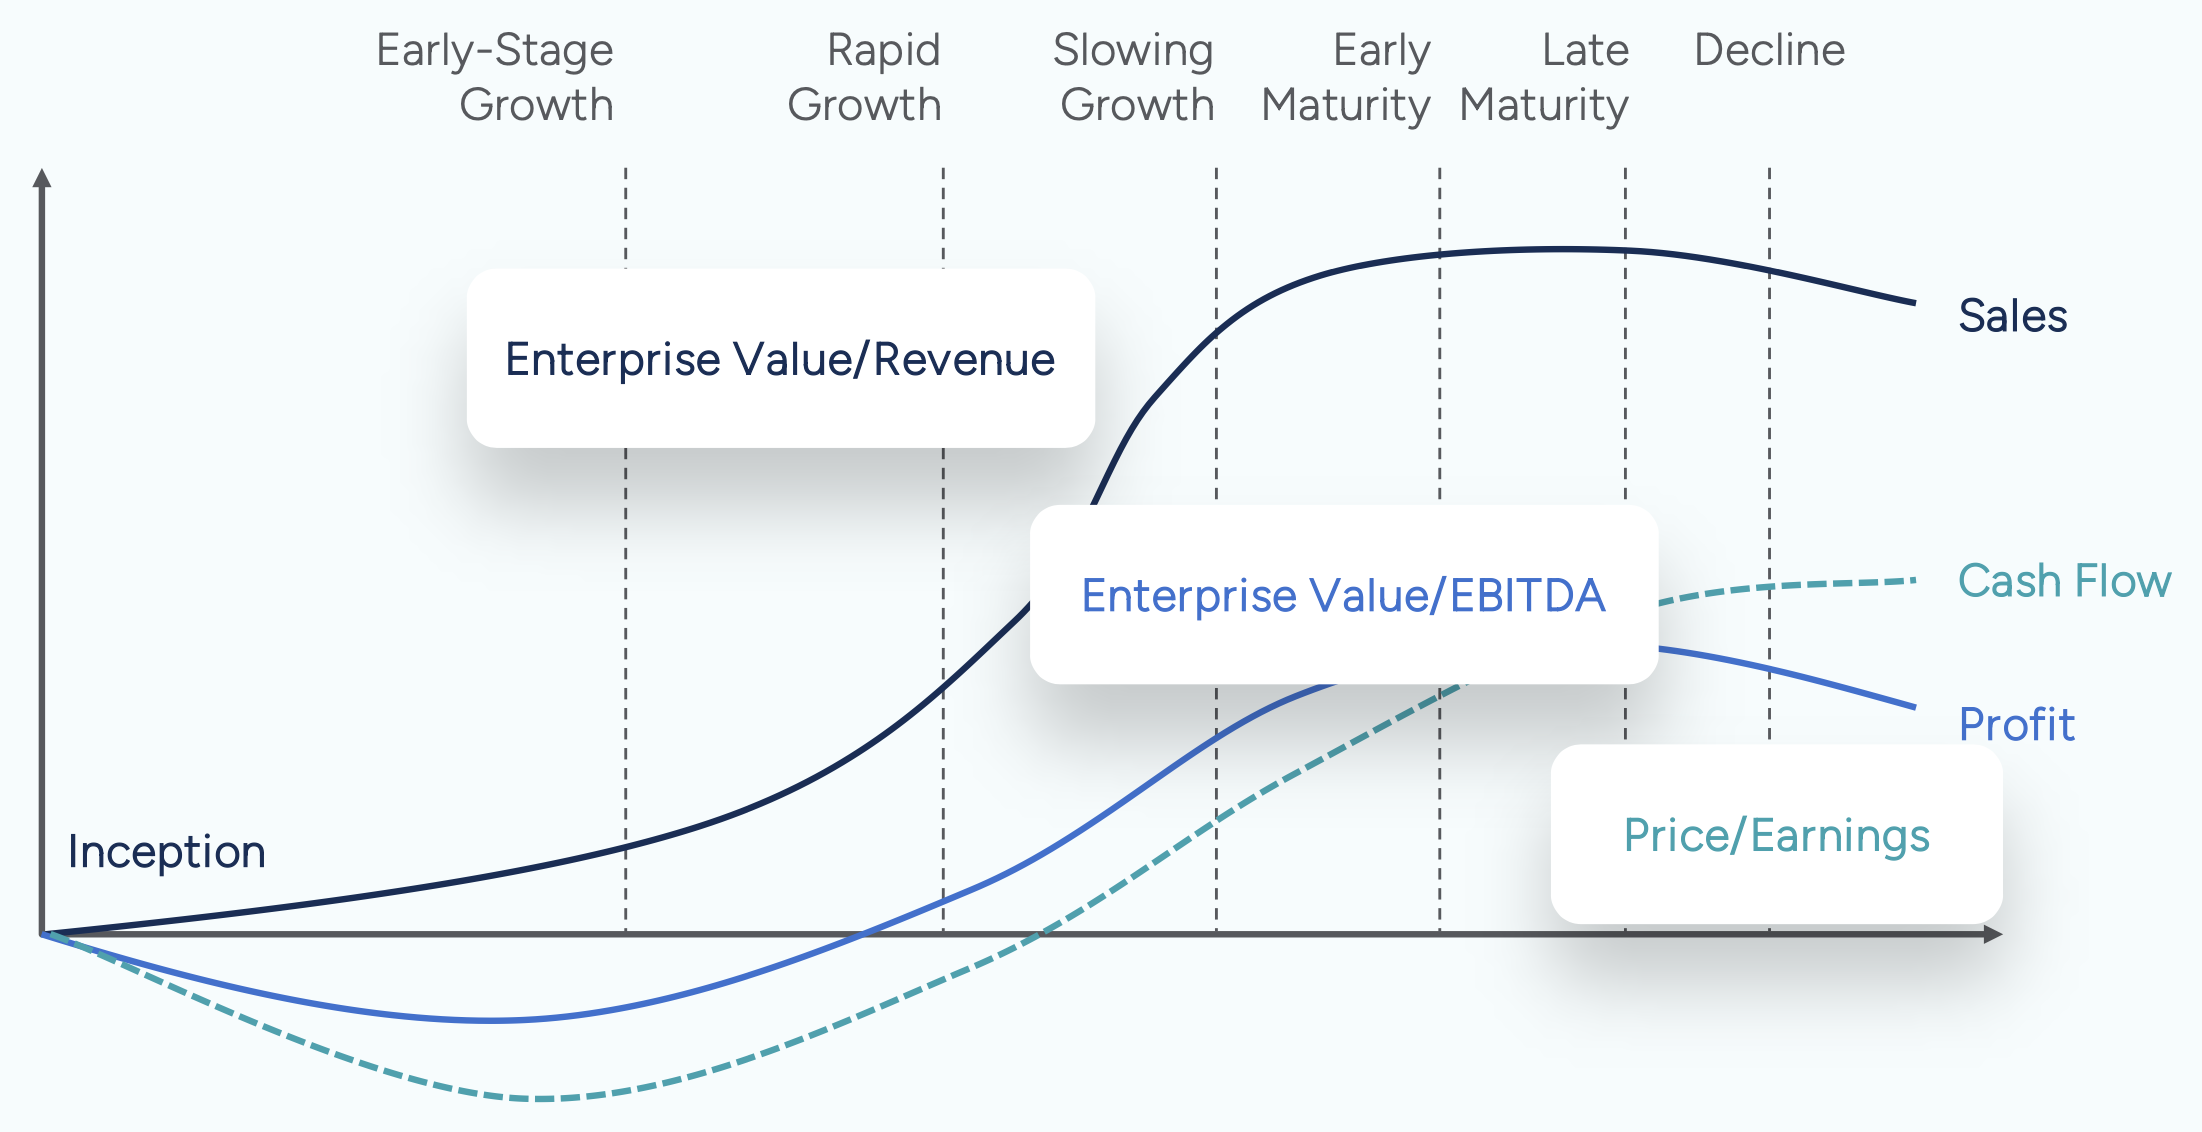 Early-Stage
Growth
Rapid
Growth
Slowing
Growth
Early
Maturity
Late
Maturity
Decline
Enterprise Value/Revenue
Sales
Enterprise Value/EBITDA
Cash Flow
Profit
Price/Earnings
Inception